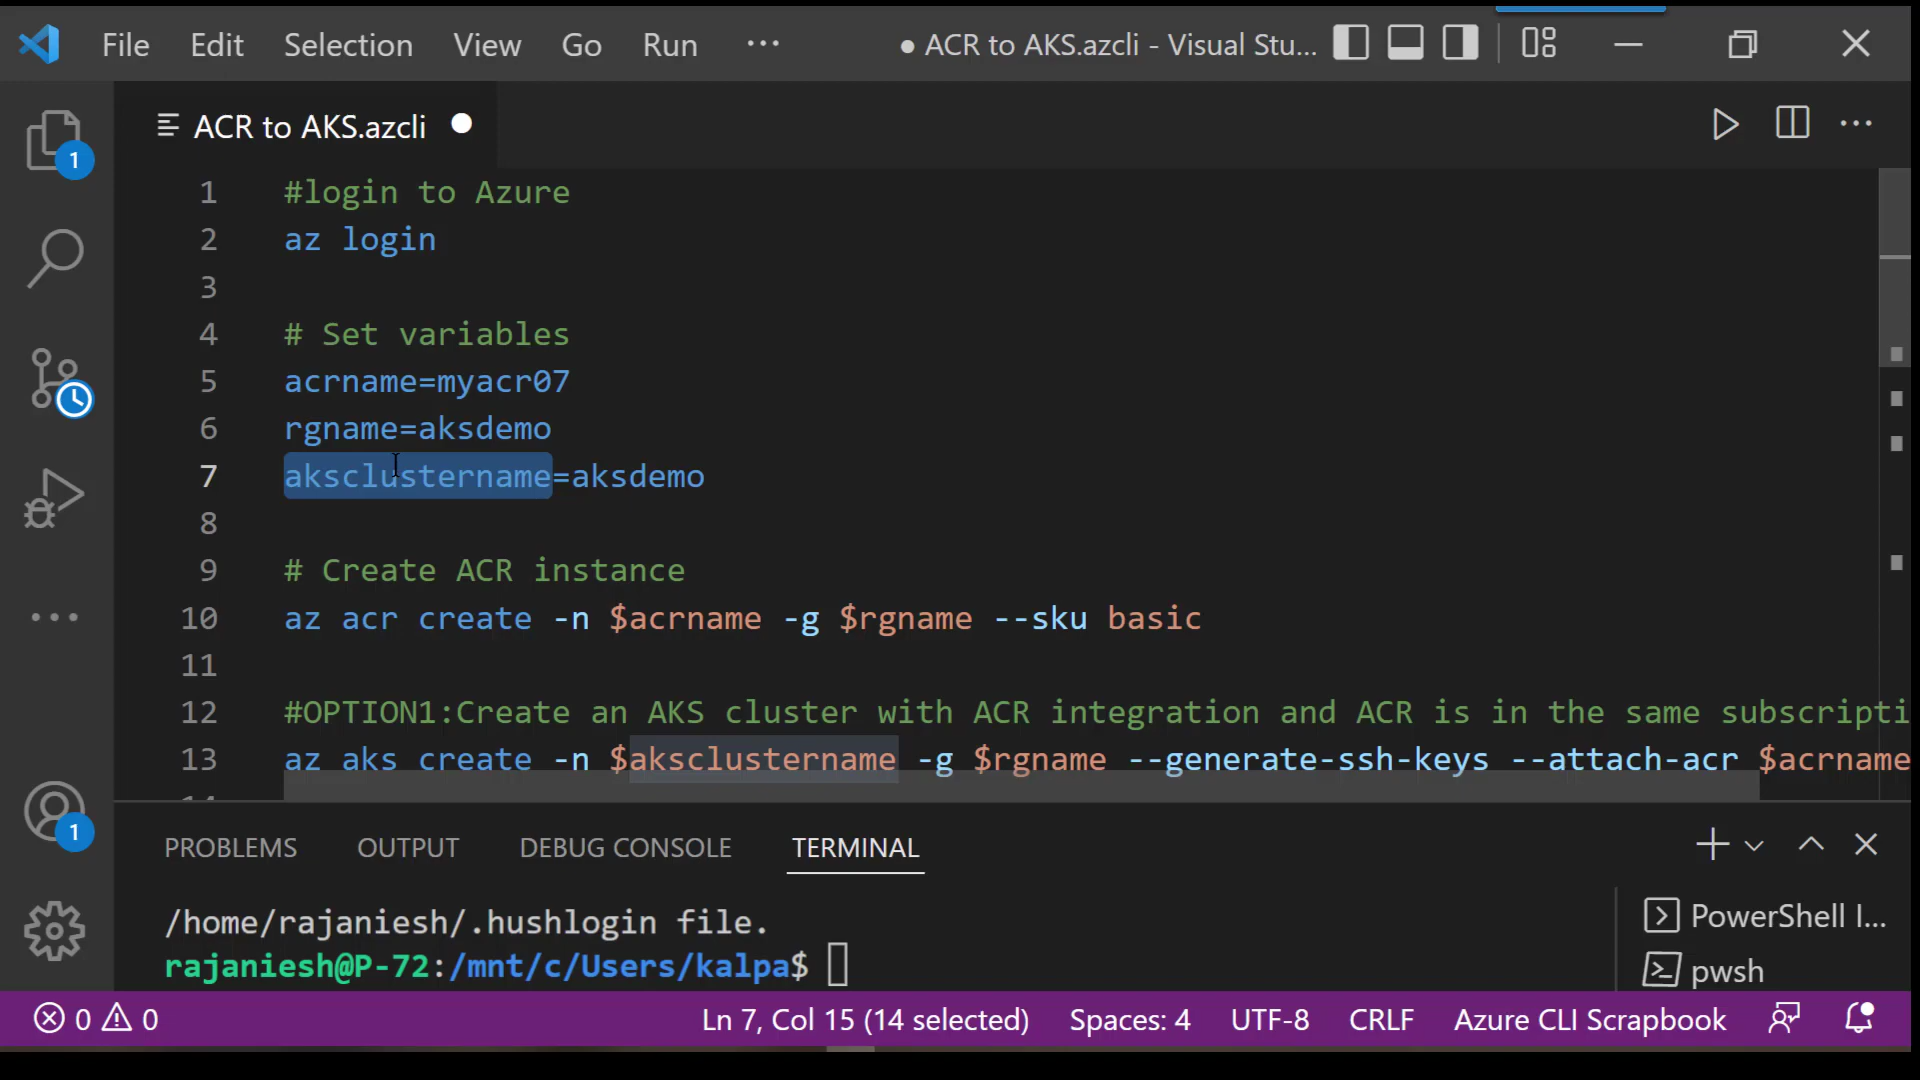 File Edit Selection View Go Run ··· ● ACR to AKS.azcli - Visual Stu...
ACR to AKS.azcli ●
1 #login to Azure
2 az login
3
4 # Set variables
5 acrname=myacr07
6 rgname=aksdemo
7 aksclustername=aksdemo
8
9 # Create ACR instance
10 az acr create -n $acrname -g $rgname --sku basic
11
12 #OPTION1:Create an AKS cluster with ACR integration and ACR is in the same subscripti
13 az aks create -n $aksclustername -g $rgname --generate-ssh-keys --attach-acr $acrname
1
1
PROBLEMS OUTPUT DEBUG CONSOLE TERMINAL
/home/rajaniesh/.hushlogin file.
rajaniesh@P-72:/mnt/c/Users/kalpa$
PowerShell I...
pwsh
0 0 Ln 7, Col 15 (14 selected) Spaces: 4 UTF-8 CRLF Azure CLI Scrapbook